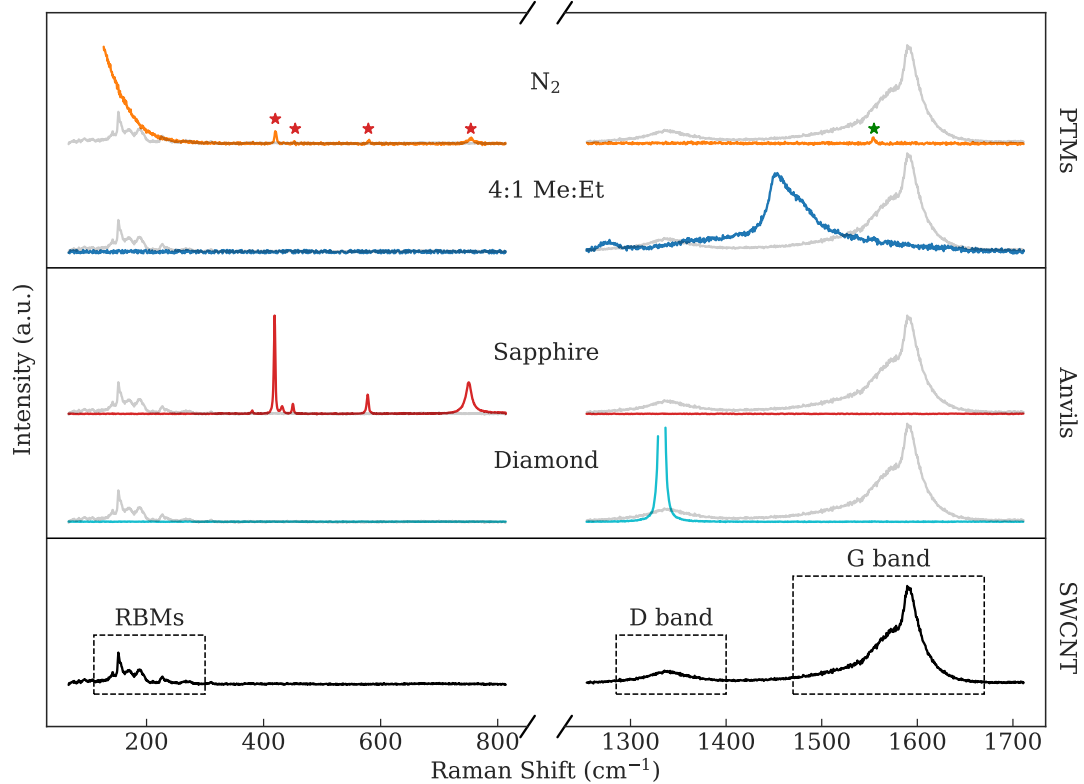 N₂
4:1 Me:Et
PTMs
Sapphire
Diamond
Anvils
RBMs
D band
G band
SWCNT
Intensity (a.u.)
200 400 600 800 1300 1400 1500 1600 1700
Raman Shift (cm⁻¹)